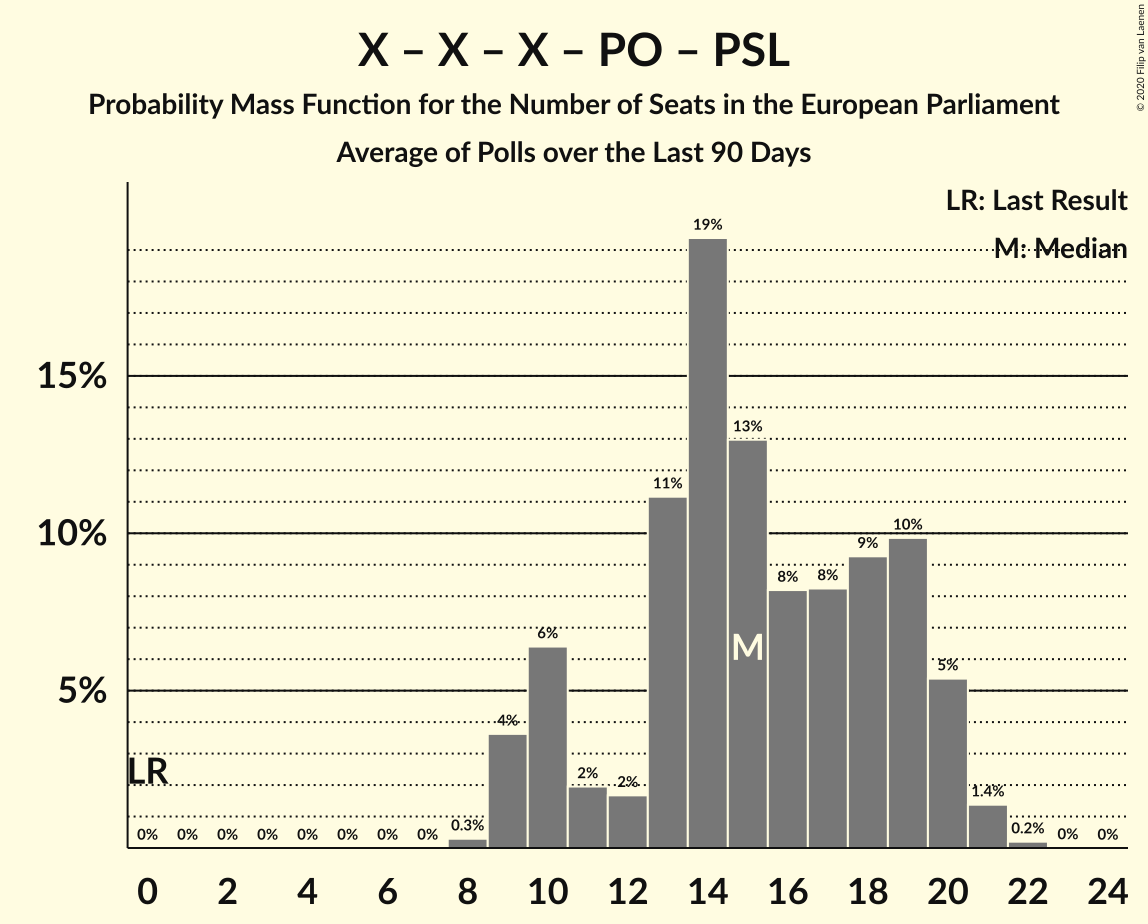 X – X – X – PO – PSL
Probability Mass Function for the Number of Seats in the European Parliament
Average of Polls over the Last 90 Days
© 2020 Filip van Laenen
LR: Last Result
M: Median
15%
10%
5%
LR
M
0% 0% 0% 0% 0% 0% 0% 0% 0.3% 4% 6% 2% 2% 11% 19% 13% 8% 8% 9% 10% 5% 1.4% 0.2% 0% 0%
0 2 4 6 8 10 12 14 16 18 20 22 24